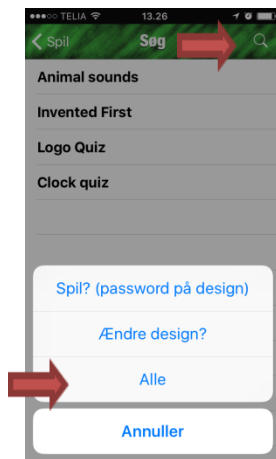 TELIA 13.26
Spil Søg
Animal sounds
Invented First
Logo Quiz
Clock quiz
Spil? (password på design)
Ændre design?
Alle
Annuller